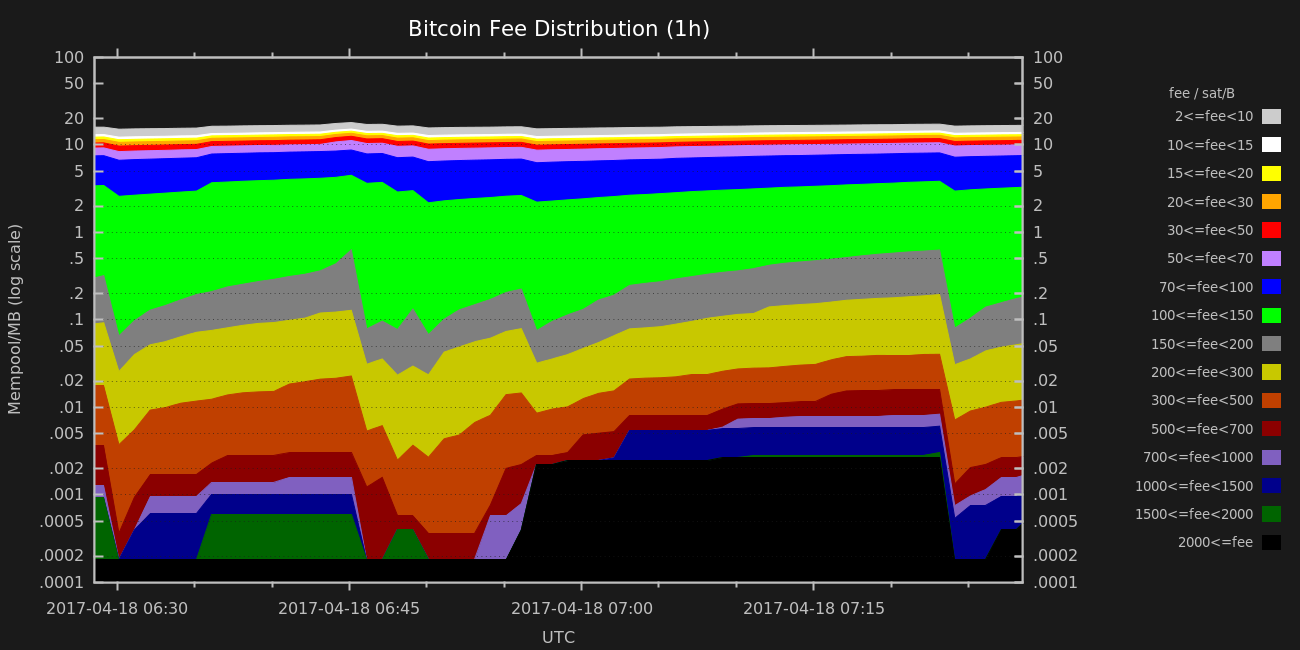 Bitcoin Fee Distribution (1h)
100 100
50 50
20 20
10 10
5 5
2 2
1 1
.5 .5
.2 .2
.1 .1
.05 .05
.02 .02
.01 .01
.005 .005
.002 .002
.001 .001
.0005 .0005
.0002 .0002
.0001 .0001
Mempool/MB (log scale)
2017-04-18 06:30 2017-04-18 06:45 2017-04-18 07:00 2017-04-18 07:15
UTC
fee / sat/B
2<=fee<10
10<=fee<15
15<=fee<20
20<=fee<30
30<=fee<50
50<=fee<70
70<=fee<100
100<=fee<150
150<=fee<200
200<=fee<300
300<=fee<500
500<=fee<700
700<=fee<1000
1000<=fee<1500
1500<=fee<2000
2000<=fee